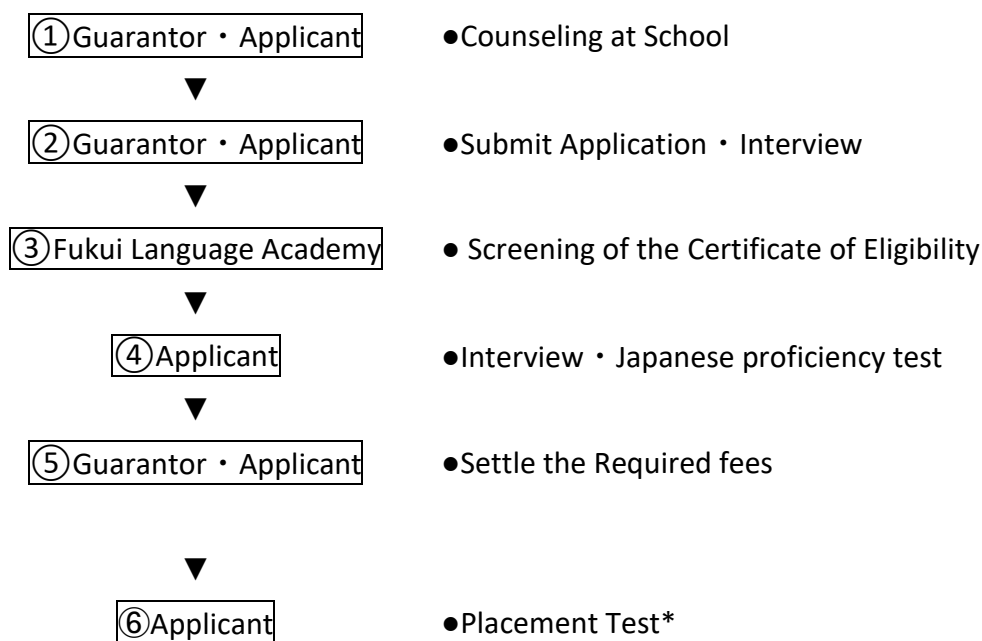 ①Guarantor・Applicant ●Counseling at School
▼
②Guarantor・Applicant ●Submit Application・Interview
▼
③Fukui Language Academy ● Screening of the Certificate of Eligibility
▼
④Applicant ●Interview・Japanese proficiency test
▼
⑤Guarantor・Applicant ●Settle the Required fees
▼
⑥Applicant ●Placement Test*